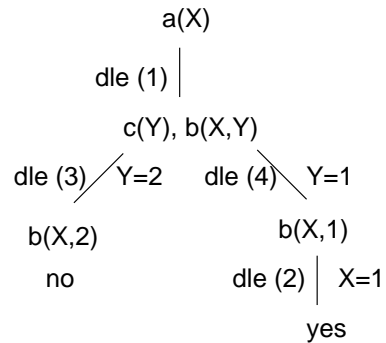 a(X)
dle (1)
c(Y), b(X,Y)
dle (3) Y=2 dle (4) Y=1
b(X,2) b(X,1)
no dle (2) X=1
yes